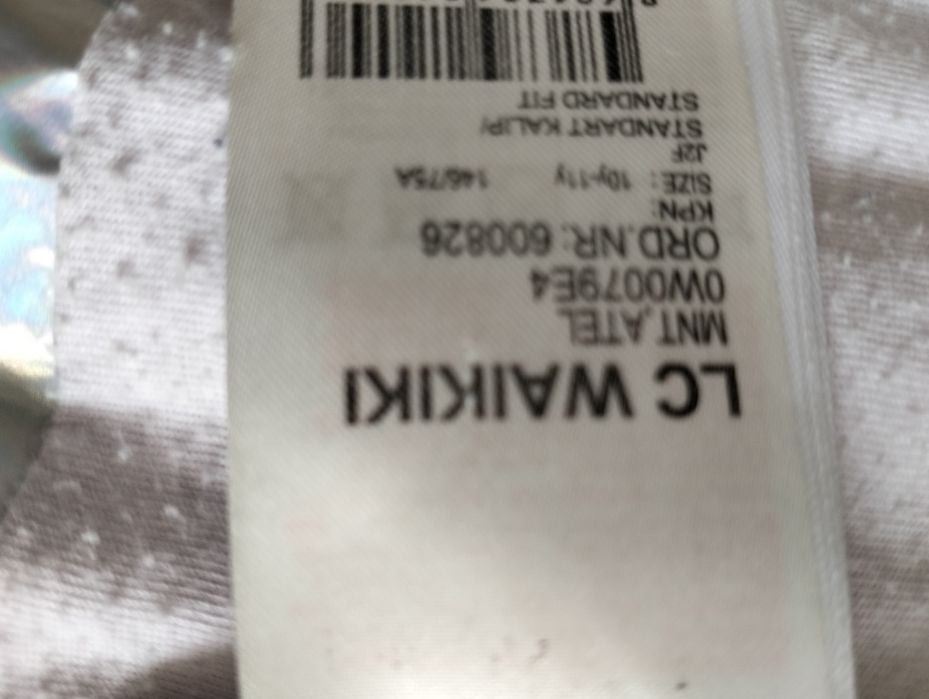 LC WAIKIKI
MNT,ATEL
0W0079E4
ORD.NR: 600826
KPN:
SIZE: 10y-11y 146/75A
J2F
STANDART KALIP/
STANDARD FIT